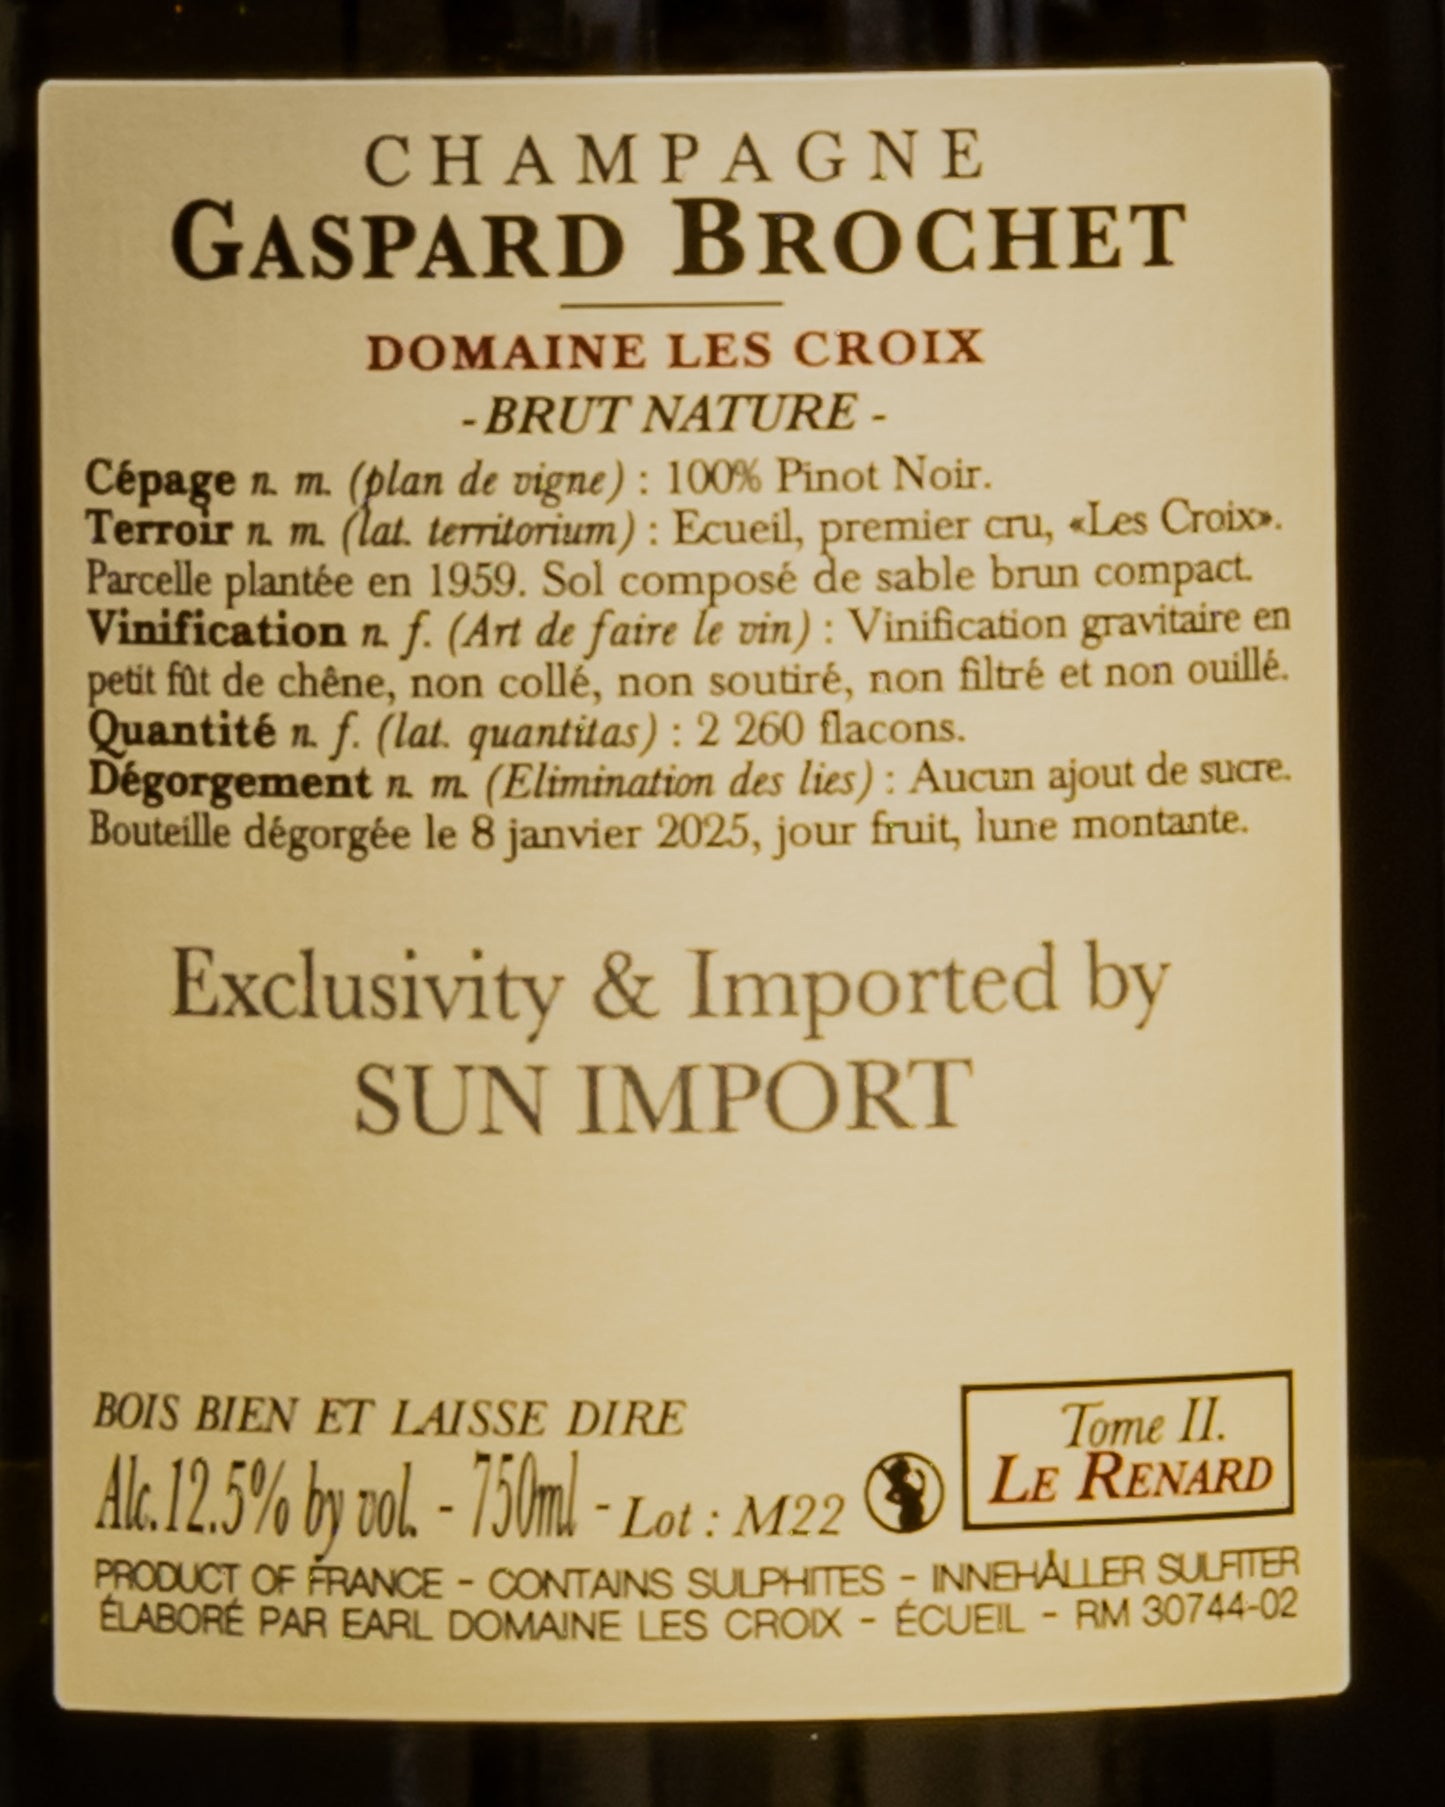 CHAMPAGNE
GASPARD BROCHET
DOMAINE LES CROIX
-BRUT NATURE -
Cépage n. m. (plan de vigne) : 100% Pinot Noir.
Terroir n. m. (lat. territorium) : Ecueil, premier cru, «Les Croix».
Parcelle plantée en 1959. Sol composé de sable brun compact.
Vinification n. f. (Art de faire le vin) : Vinification gravitaire en
petit fût de chêne, non collé, non soutiré, non filtré et non ouillé.
Quantité n. f. (lat. quantitas) : 2 260 flacons.
Dégorgement n. m. (Elimination des lies) : Aucun ajout de sucre.
Bouteille dégorgée le 8 janvier 2025, jour fruit, lune montante.
Exclusivity & Imported by
SUN IMPORT
BOIS BIEN ET LAISSE DIRE
Alc.12.5% by vol. - 750ml - Lot : M22
Tome II.
LE RENARD
PRODUCT OF FRANCE - CONTAINS SULPHITES - INNEHÅLLER SULFITER
ÉLABORÉ PAR EARL DOMAINE LES CROIX - ÉCUEIL - RM 30744-02